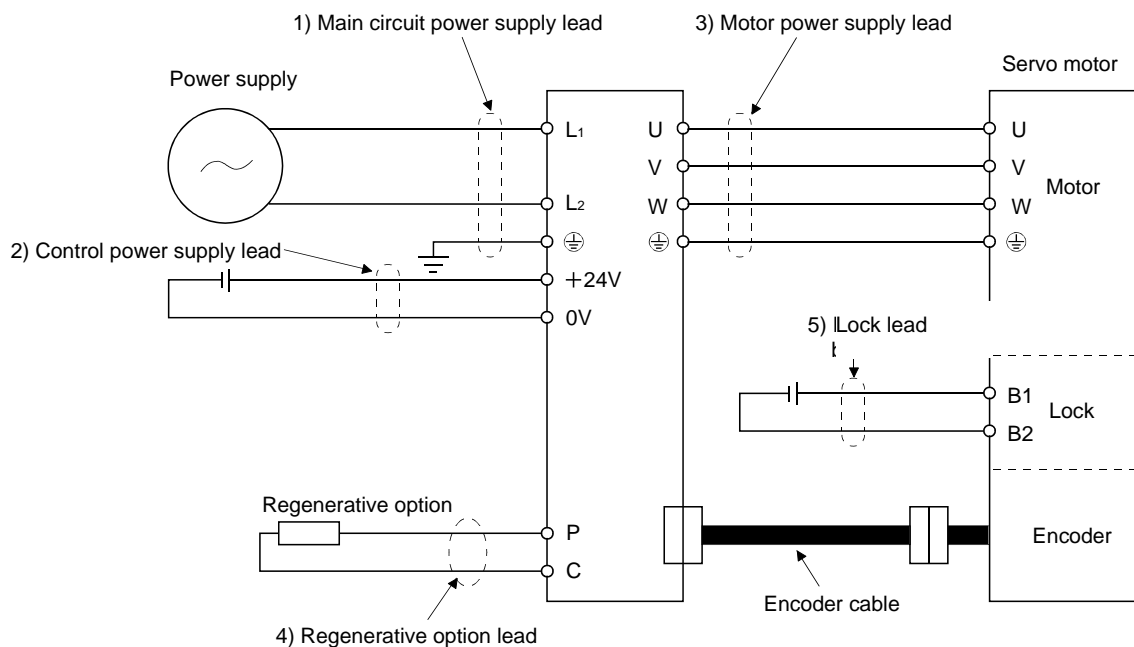 1) Main circuit power supply lead
3) Motor power supply lead
Power supply
Servo motor
L1
U
U
V
V
Motor
L2
W
W
2) Control power supply lead
+24V
0V
5) Lock lead
B1
Lock
B2
Regenerative option
P
Encoder
C
Encoder cable
4) Regenerative option lead